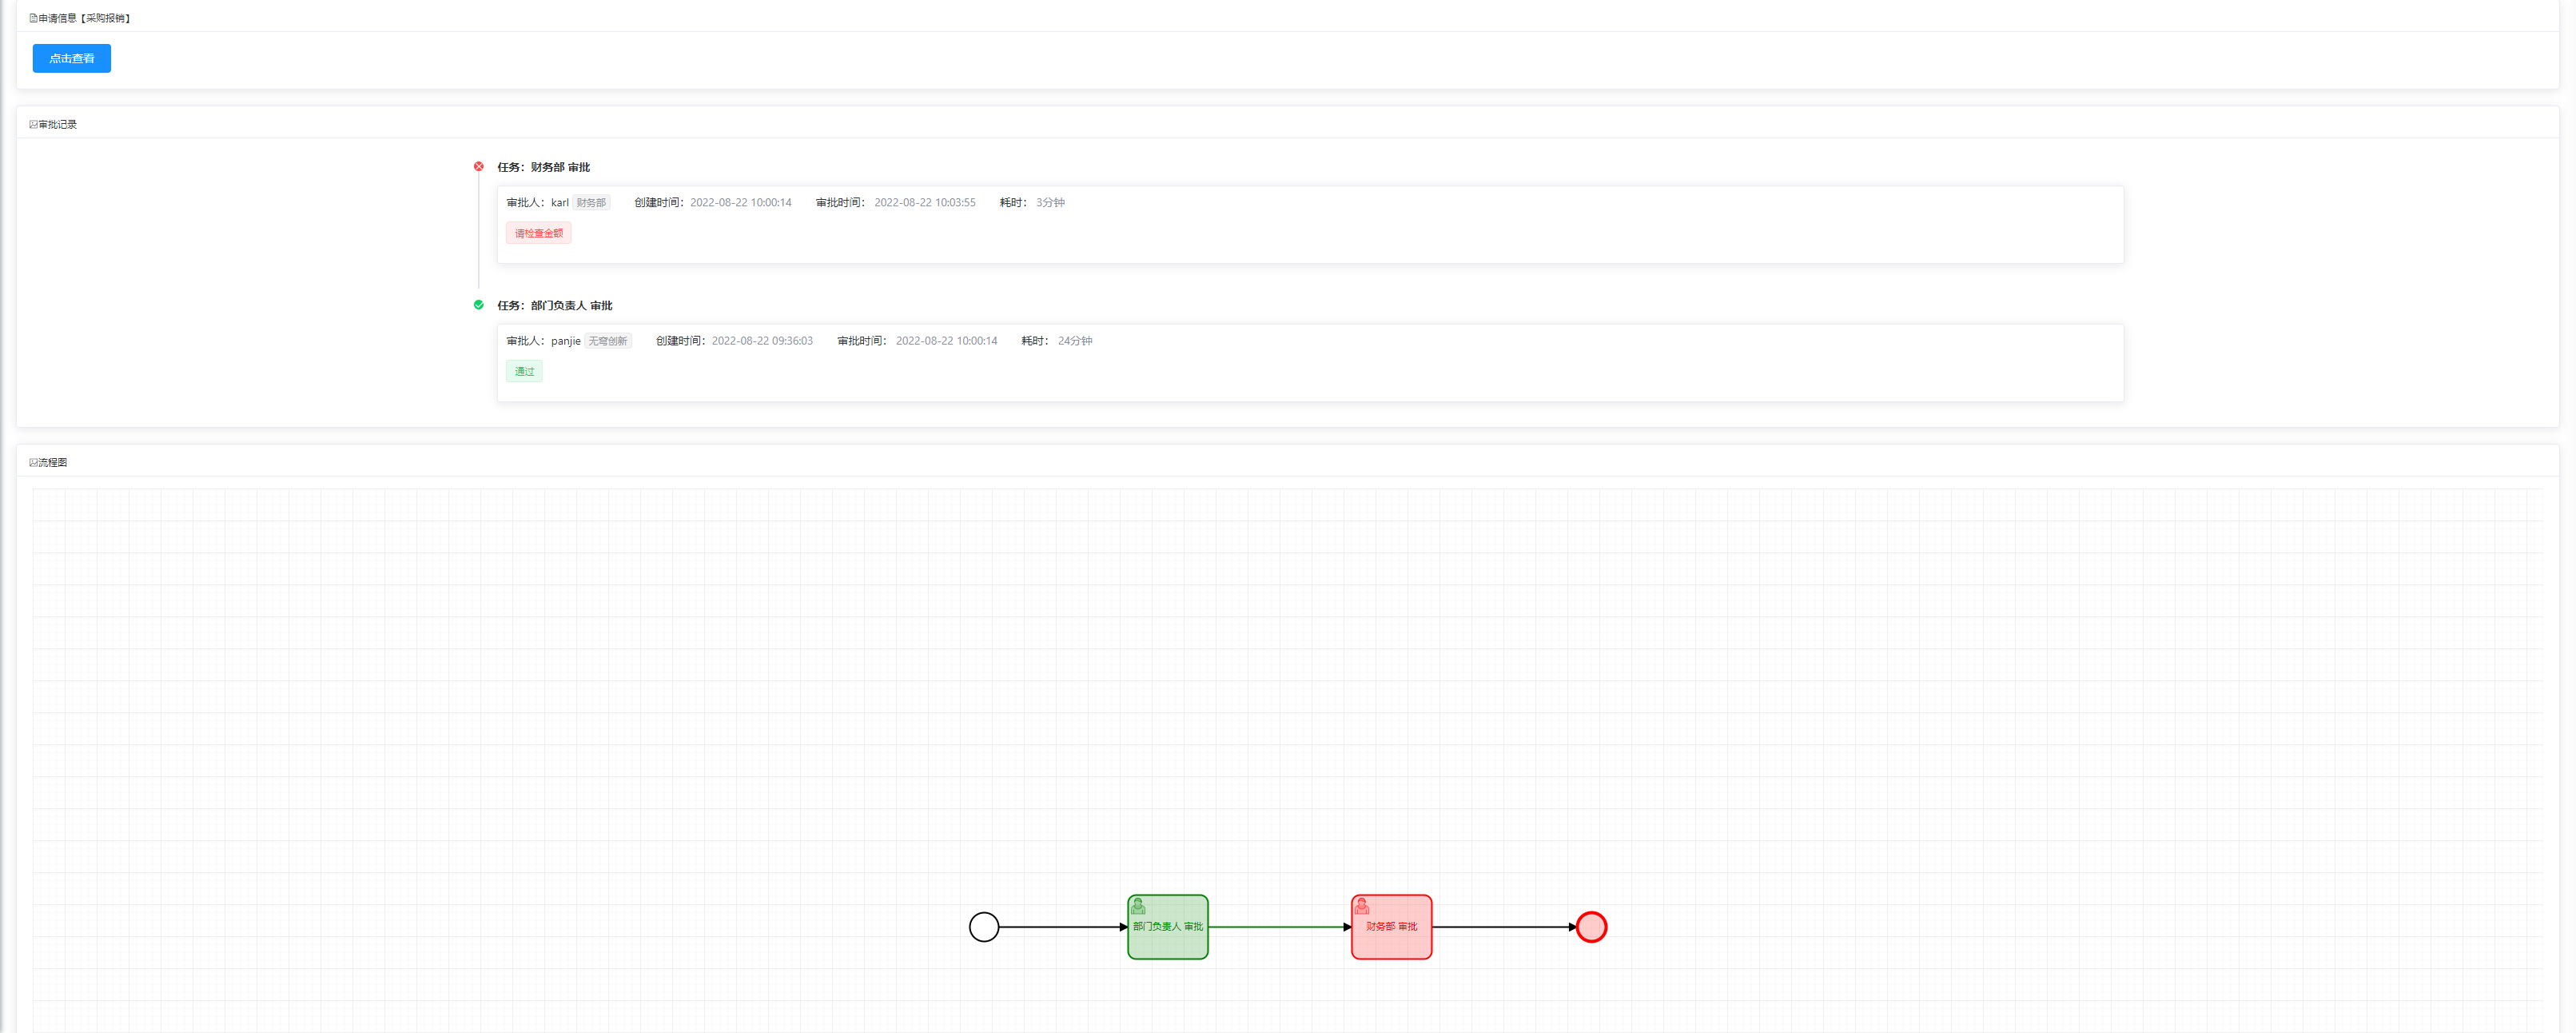 申请信息【采购报销】
点击查看
审批记录
任务：财务部 审批
审批人：karl 财务部 创建时间：2022-08-22 10:00:14 审批时间： 2022-08-22 10:03:55 耗时： 3分钟
请检查金额
任务：部门负责人 审批
审批人：panjie 无穹创新 创建时间：2022-08-22 09:36:03 审批时间： 2022-08-22 10:00:14 耗时： 24分钟
通过
流程图
部门负责人 审批
财务部 审批